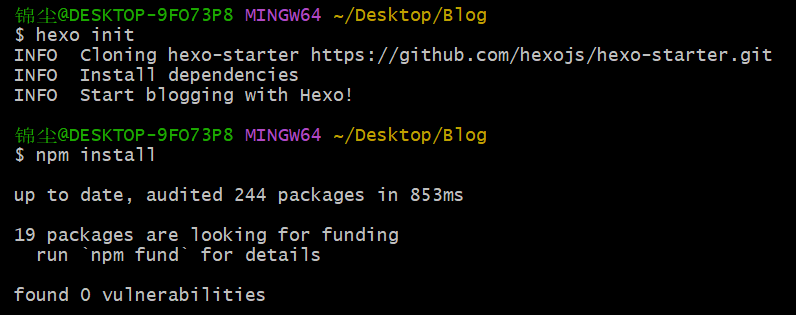 锦尘@DESKTOP-9FO73P8 MINGW64 ~/Desktop/Blog
$ hexo init
INFO  Cloning hexo-starter https://github.com/hexojs/hexo-starter.git
INFO  Install dependencies
INFO  Start blogging with Hexo!
锦尘@DESKTOP-9FO73P8 MINGW64 ~/Desktop/Blog
$ npm install
up to date, audited 244 packages in 853ms
19 packages are looking for funding
  run `npm fund` for details
found 0 vulnerabilities